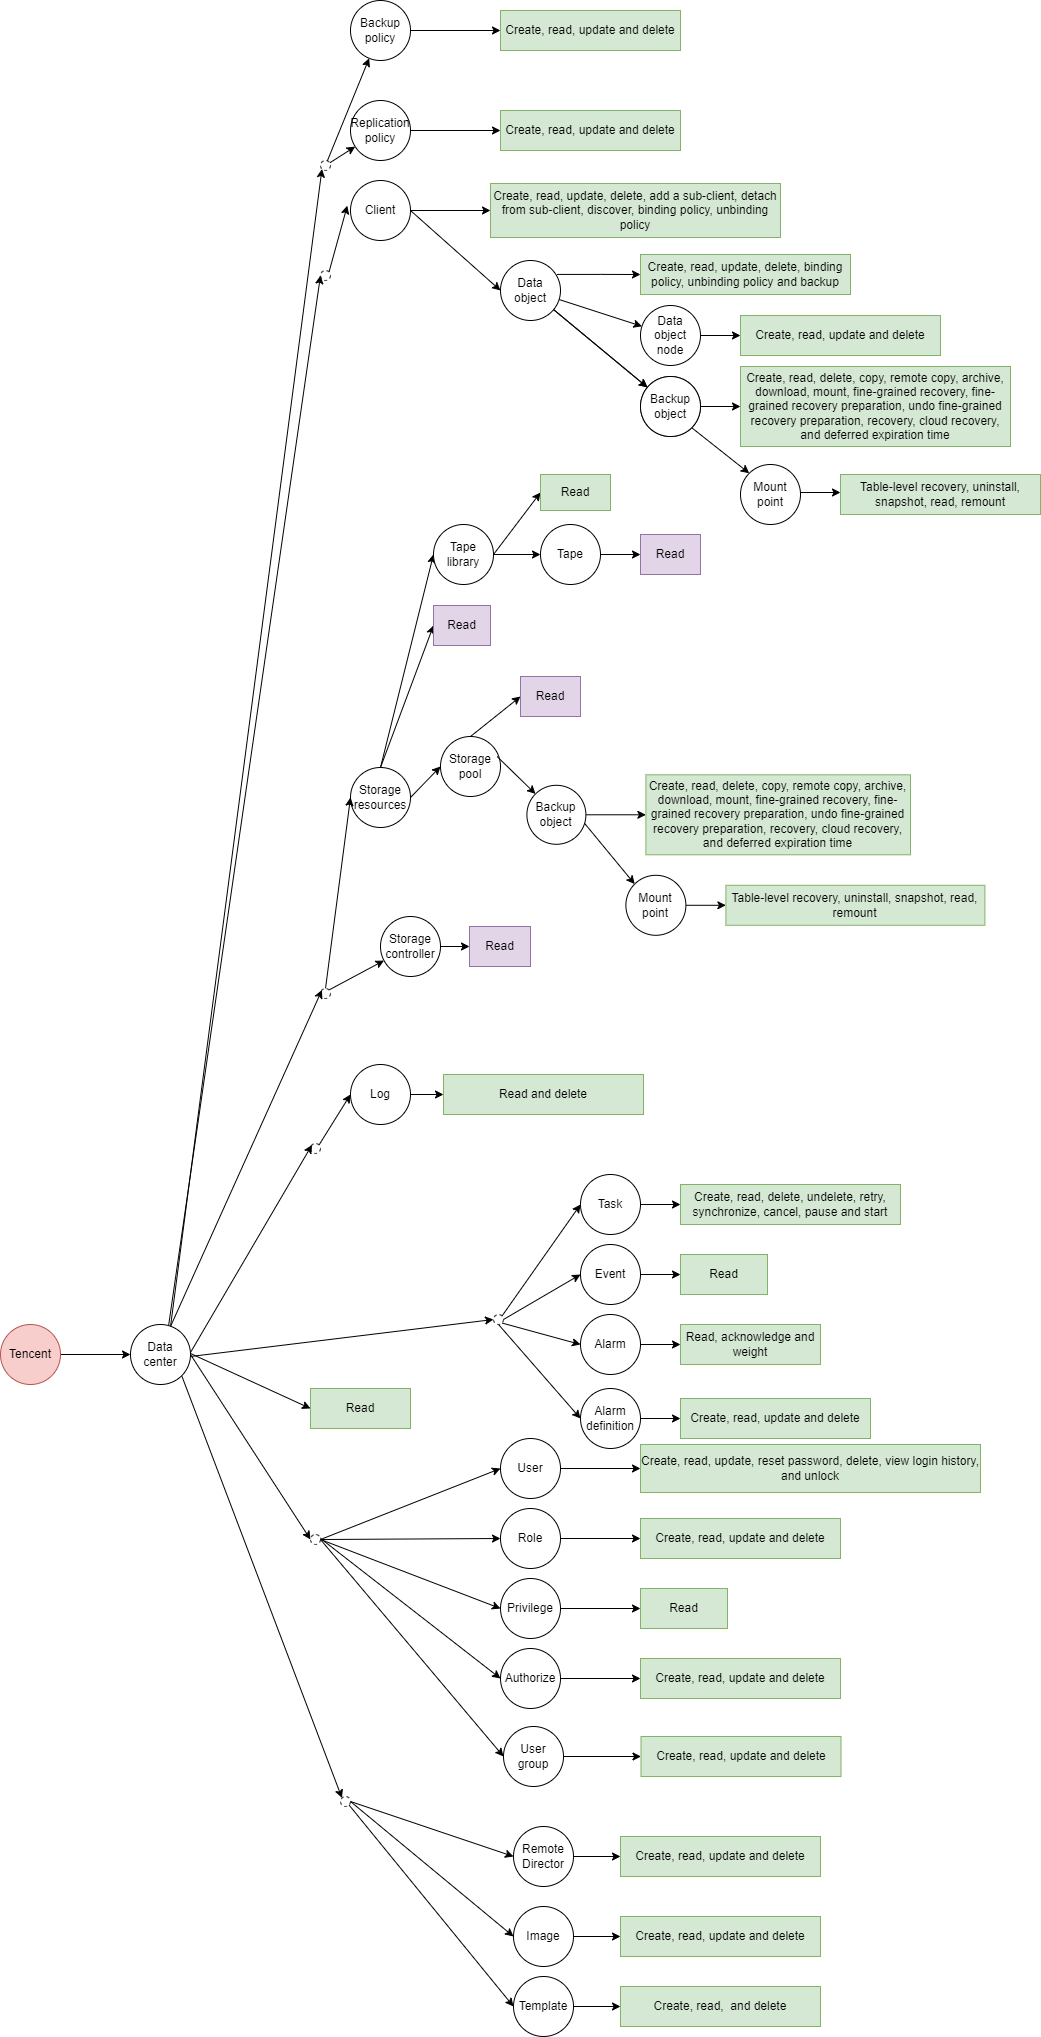 Backup
policy
Create, read, update and delete
Replication
policy
Create, read, update and delete
Client
Create, read, update, delete, add a sub-client, detach
from sub-client, discover, binding policy, unbinding
policy
Data
object
Create, read, update, delete, binding
policy, unbinding policy and backup
Data
object
node
Create, read, update and delete
Backup
object
Create, read, delete, copy, remote copy, archive,
download, mount, fine-grained recovery, fine-
grained recovery preparation, undo fine-grained
recovery preparation, recovery, cloud recovery,
and deferred expiration time
Mount
point
Table-level recovery, uninstall,
snapshot, read, remount
Read
Tape
library
Tape
Read
Read
Read
Storage
pool
Storage
resources
Backup
object
Create, read, delete, copy, remote copy, archive,
download, mount, fine-grained recovery, fine-
grained recovery preparation, undo fine-grained
recovery preparation, recovery, cloud recovery,
and deferred expiration time
Mount
point
Table-level recovery, uninstall, snapshot, read,
remount
Storage
controller
Read
Log
Read and delete
Task
Create, read, delete, undelete, retry,
synchronize, cancel, pause and start
Event
Read
Alarm
Read, acknowledge and
weight
Tencent
Data
center
Read
Alarm
definition
Create, read, update and delete
User
Create, read, update, reset password, delete, view login history,
and unlock
Role
Create, read, update and delete
Privilege
Read
Authorize
Create, read, update and delete
User
group
Create, read, update and delete
Remote
Director
Create, read, update and delete
Image
Create, read, update and delete
Template
Create, read,  and delete